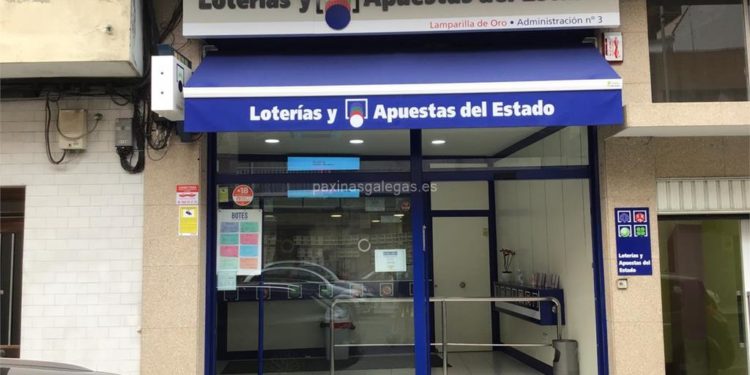 Loterías y Apuestas del Estado
Lamparilla de Oro • Administración nº 3
Loterías y Apuestas del Estado
paxinasgalegas.es
+18
BOTES
Loterías y
Apuestas del
Estado